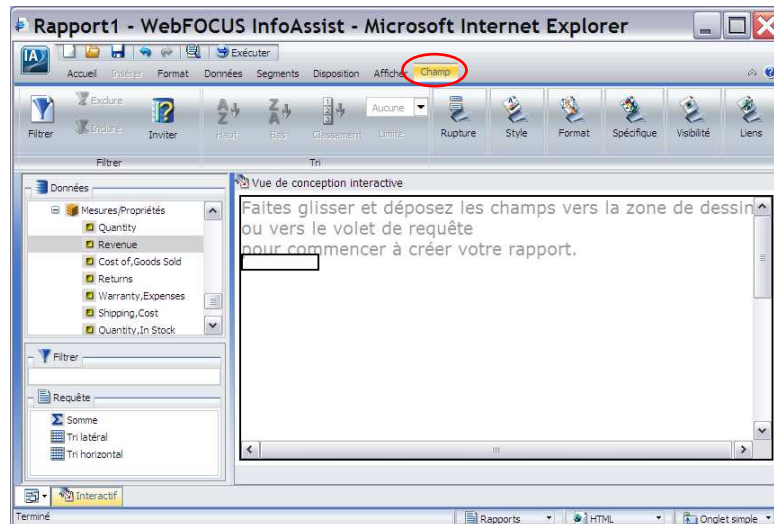 Rapport1 - WebFOCUS InfoAssist - Microsoft Internet Explorer
IA
Exécuter
Accueil Insérer Format Données Segments Disposition Afficher Champ
Filtrer
Exclure
Inclure
Inviter
Haut
Bas
Classement
Aucune
Limite
Rupture
Style
Format
Spécifique
Visibilité
Liens
Filtrer
Tri
Données
Mesures/Propriétés
Quantity
Revenue
Cost of,Goods Sold
Returns
Warranty,Expenses
Shipping,Cost
Quantity,In Stock
Filtrer
Requête
Somme
Tri latéral
Tri horizontal
Vue de conception interactive
Faites glisser et déposez les champs vers la zone de dessin
ou vers le volet de requête
pour commencer à créer votre rapport.
Interactif
Terminé
Rapports
HTML
Onglet simple